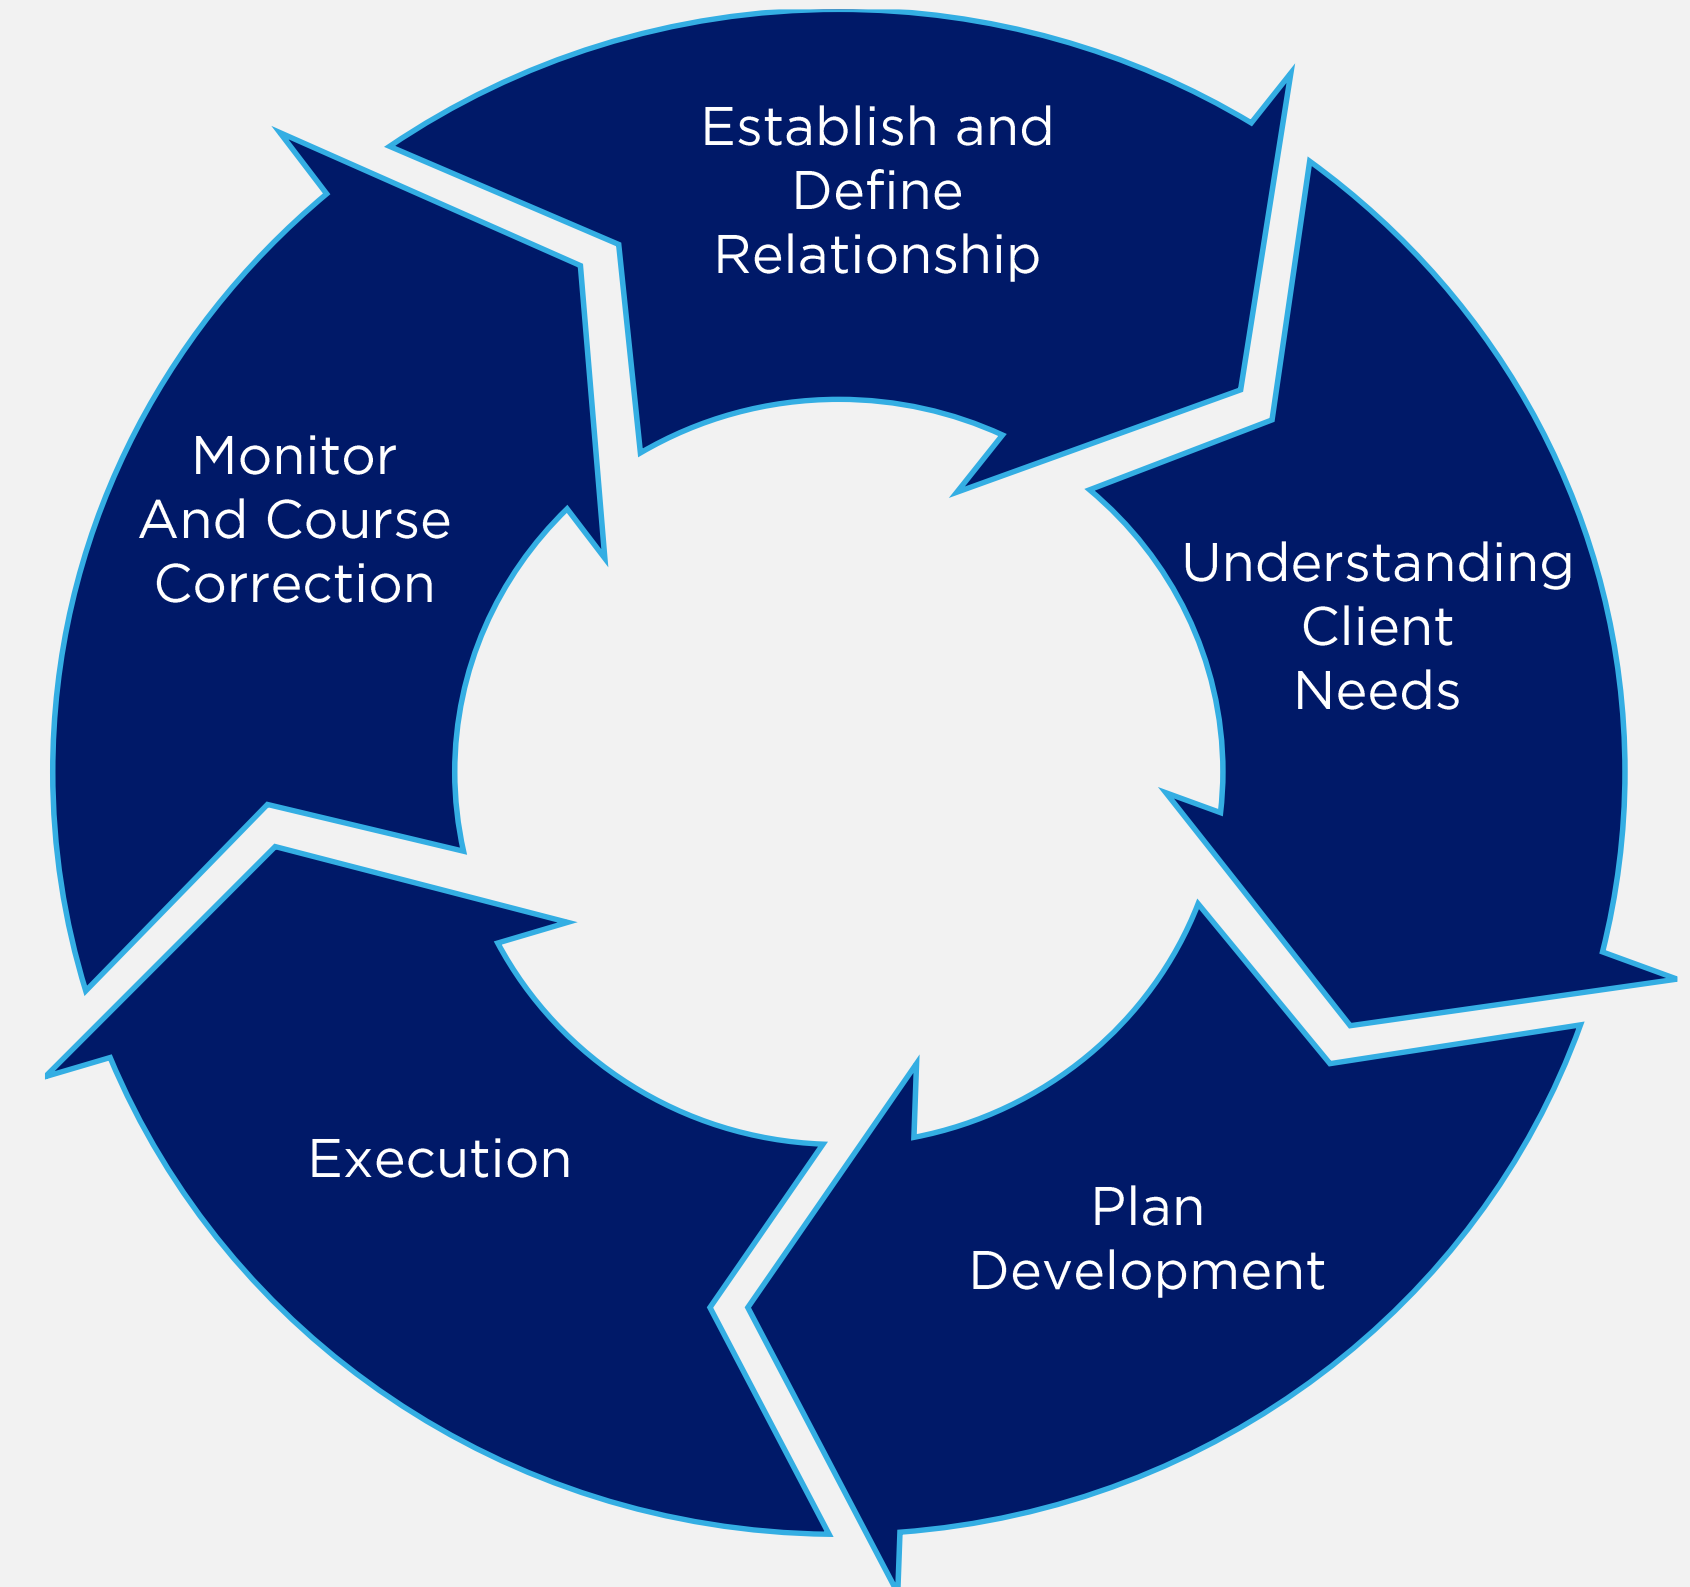 Establish and
Define
Relationship
Understanding
Client
Needs
Plan
Development
Execution
Monitor
And Course
Correction